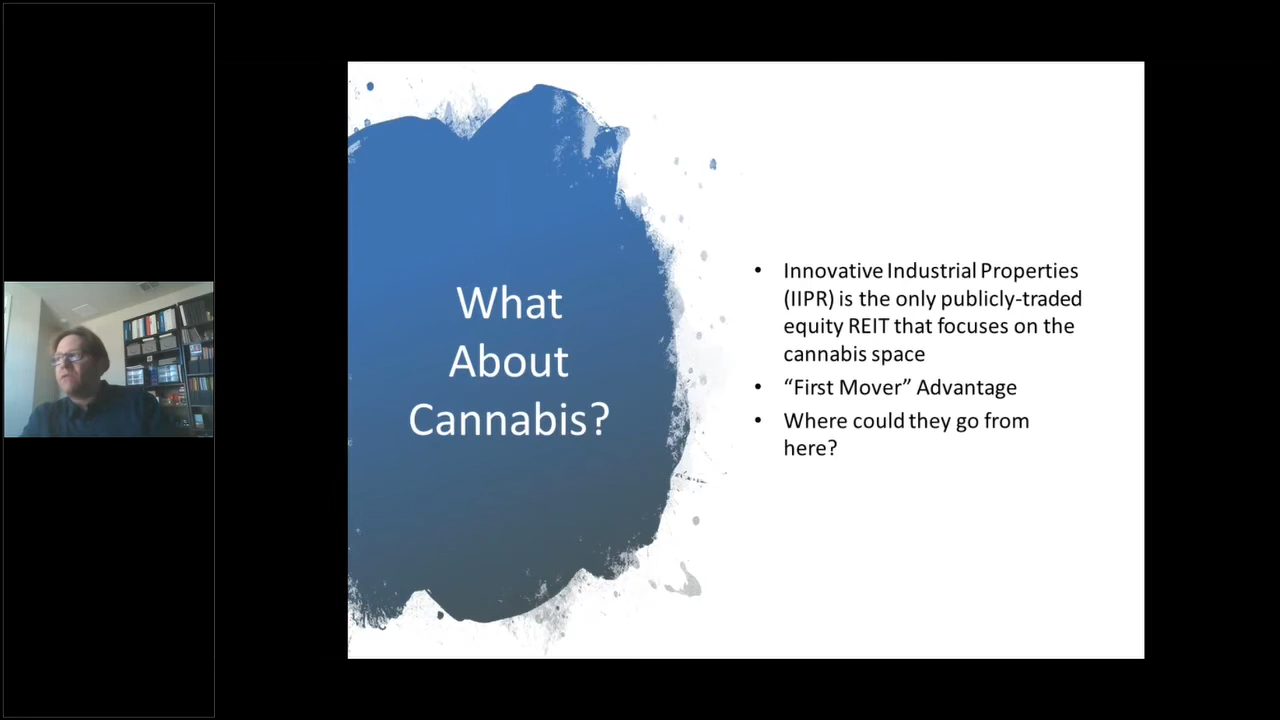 What
About
Cannabis?
• Innovative Industrial Properties
(IIPR) is the only publicly-traded
equity REIT that focuses on the
cannabis space
• “First Mover” Advantage
• Where could they go from
here?